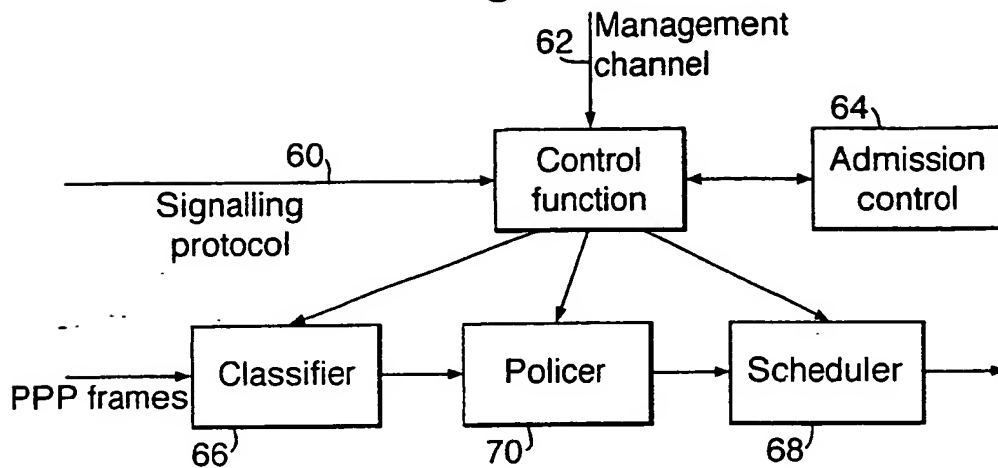 Management
channel
62
64
60
Control
function
Admission
control
Signalling
protocol
Classifier
Policer
Scheduler
PPP frames
66
70
68